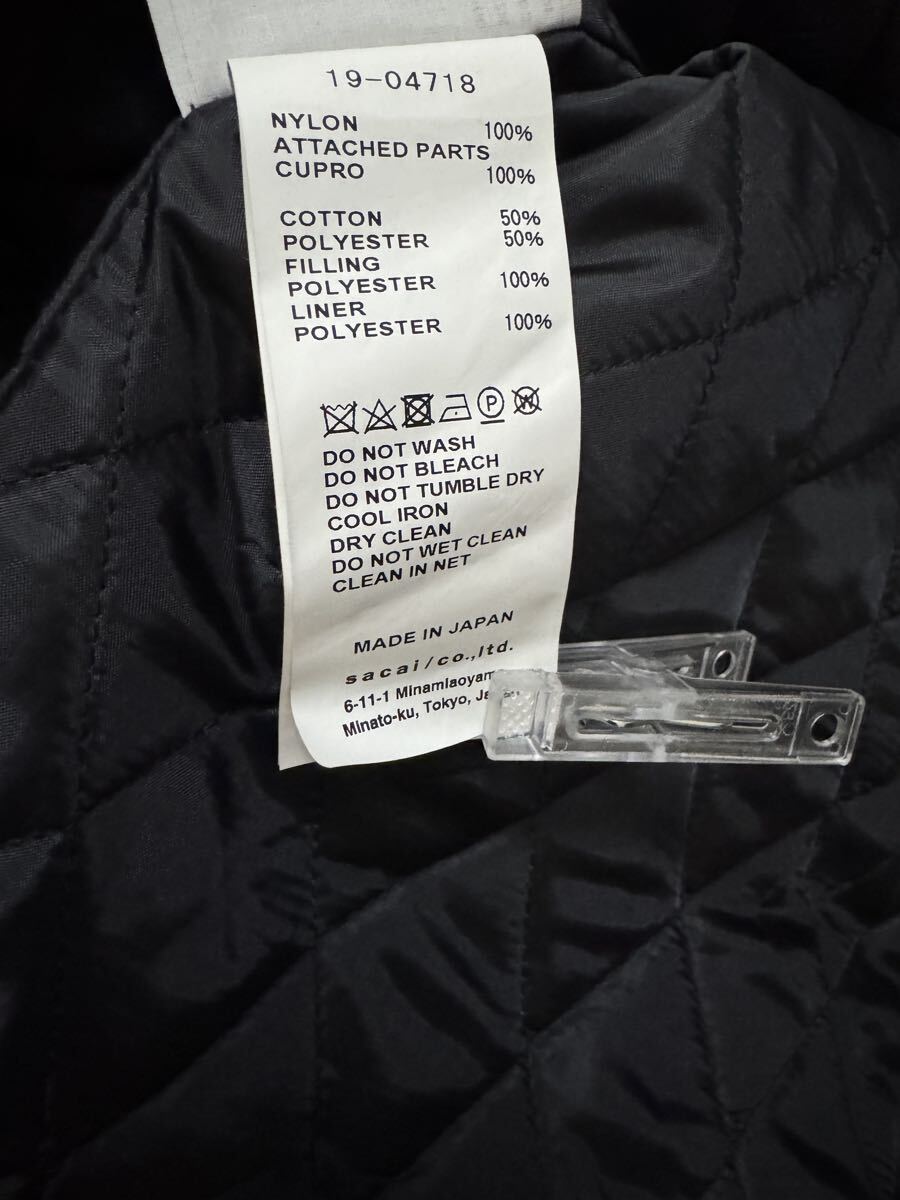 19-04718
NYLON 100%
ATTACHED PARTS
CUPRO 100%
COTTON 50%
POLYESTER 50%
FILLING
POLYESTER 100%
LINER
POLYESTER 100%
P W
DO NOT WASH
DO NOT BLEACH
DO NOT TUMBLE DRY
COOL IRON
DRY CLEAN
DO NOT WET CLEAN
CLEAN IN NET
MADE IN JAPAN
sacai/co.,ltd.
6-11-1
Minato-ku, Tokyo,